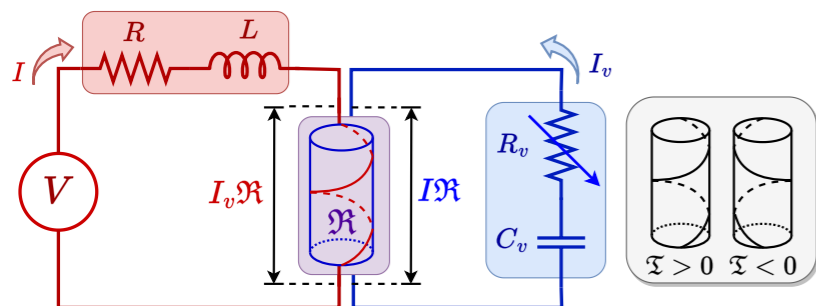 R
L
I
I_v
V
I_vℜ
ℜ
Iℜ
R_v
C_v
𝔗 > 0
𝔗 < 0